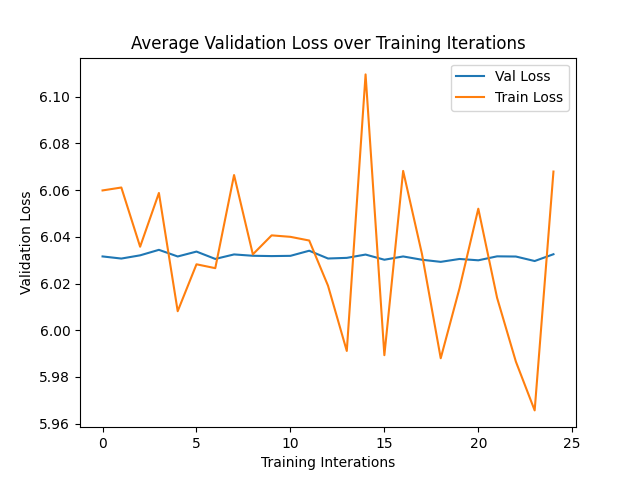 Average Validation Loss over Training Iterations
Val Loss
Train Loss
6.10
6.08
6.06
6.04
6.02
6.00
5.98
5.96
Validation Loss
0 5 10 15 20 25
Training Interations